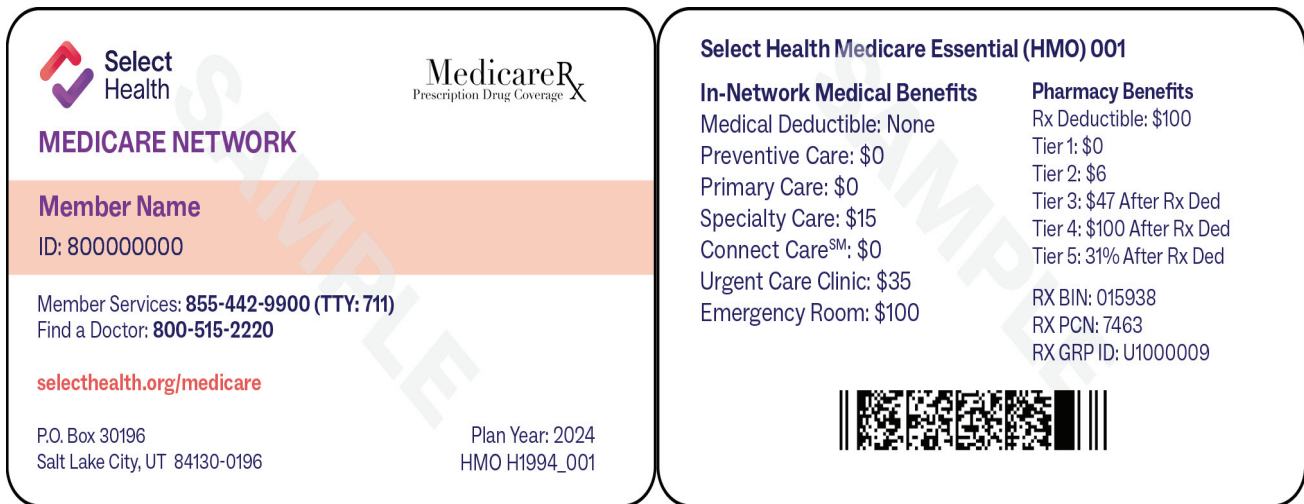 Select
Health
MedicareRx
Prescription Drug Coverage
MEDICARE NETWORK
Member Name
ID: 800000000
Member Services: 855-442-9900 (TTY: 711)
Find a Doctor: 800-515-2220
selecthealth.org/medicare
P.O. Box 30196
Salt Lake City, UT 84130-0196
Plan Year: 2024
HMO H1994_001
SAMPLE
Select Health Medicare Essential (HMO) 001
In-Network Medical Benefits
Medical Deductible: None
Preventive Care: $0
Primary Care: $0
Specialty Care: $15
Connect Care℠: $0
Urgent Care Clinic: $35
Emergency Room: $100
Pharmacy Benefits
Rx Deductible: $100
Tier 1: $0
Tier 2: $6
Tier 3: $47 After Rx Ded
Tier 4: $100 After Rx Ded
Tier 5: 31% After Rx Ded
RX BIN: 015938
RX PCN: 7463
RX GRP ID: U1000009
SAMPLE